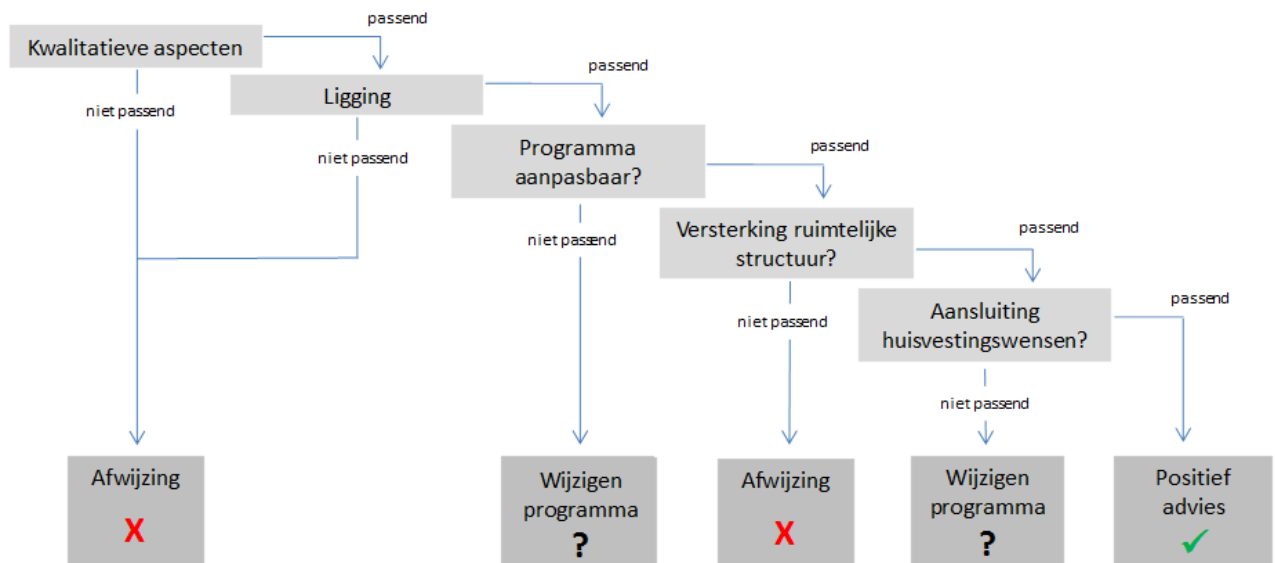 passend
Kwalitatieve aspecten
niet passend
passend
Ligging
niet passend
passend
Programma
aanpasbaar?
niet passend
passend
Versterking ruimtelijke
structuur?
niet passend
passend
Aansluiting
huisvestingswensen?
niet passend
Afwijzing
X
Wijzigen
programma
?
Afwijzing
X
Wijzigen
programma
?
Positief
advies
✓